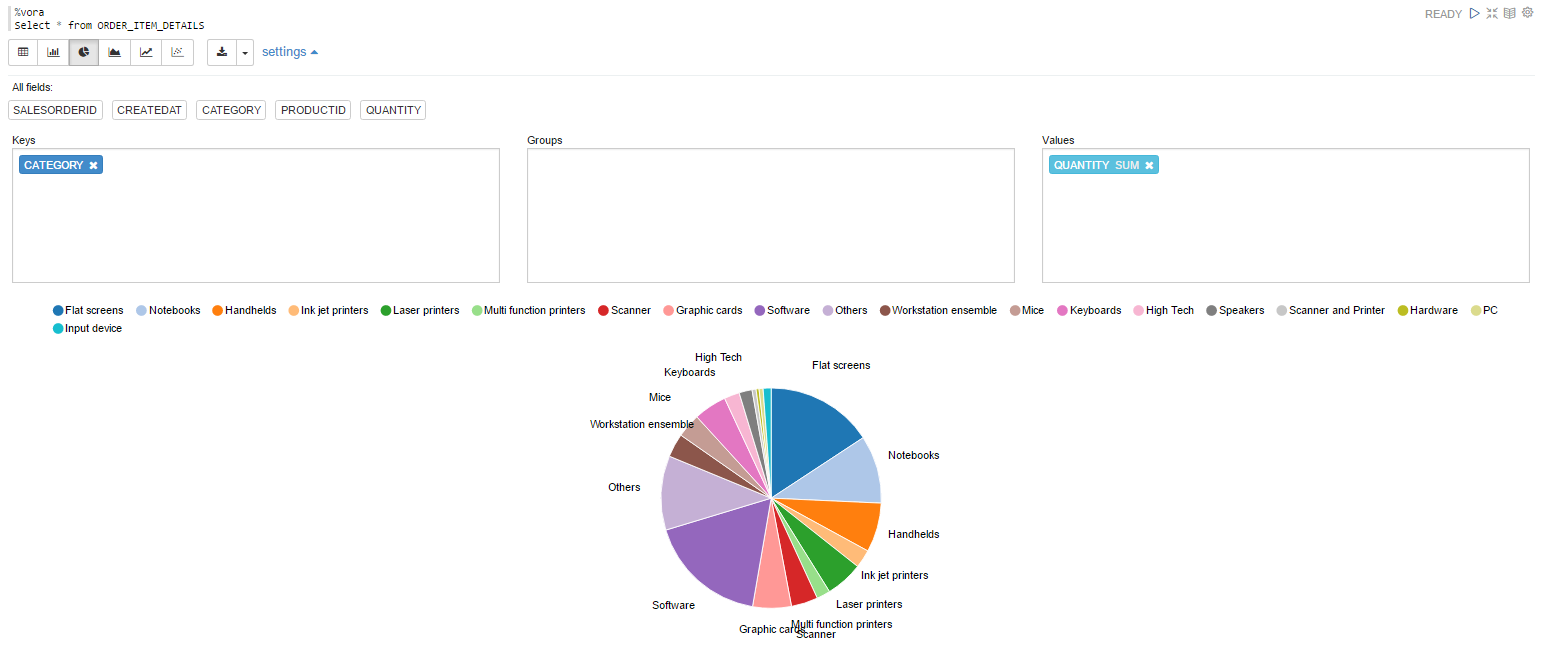 %vora
READY
Select * from ORDER_ITEM_DETAILS
settings
All fields:
SALESORDERID CREATEDAT CATEGORY PRODUCTID QUANTITY
Keys Groups Values
CATEGORY QUANTITY SUM
Flat screens Notebooks Handhelds Ink jet printers Laser printers Multi function printers Scanner Graphic cards Software Others Workstation ensemble Mice Keyboards High Tech Speakers Scanner and Printer Hardware PC
Input device
High Tech
Flat screens
Keyboards
Mice
Workstation ensemble
Notebooks
Others
Handhelds
Ink jet printers
Laser printers
Software
Multi function printers
Graphic cards
Scanner